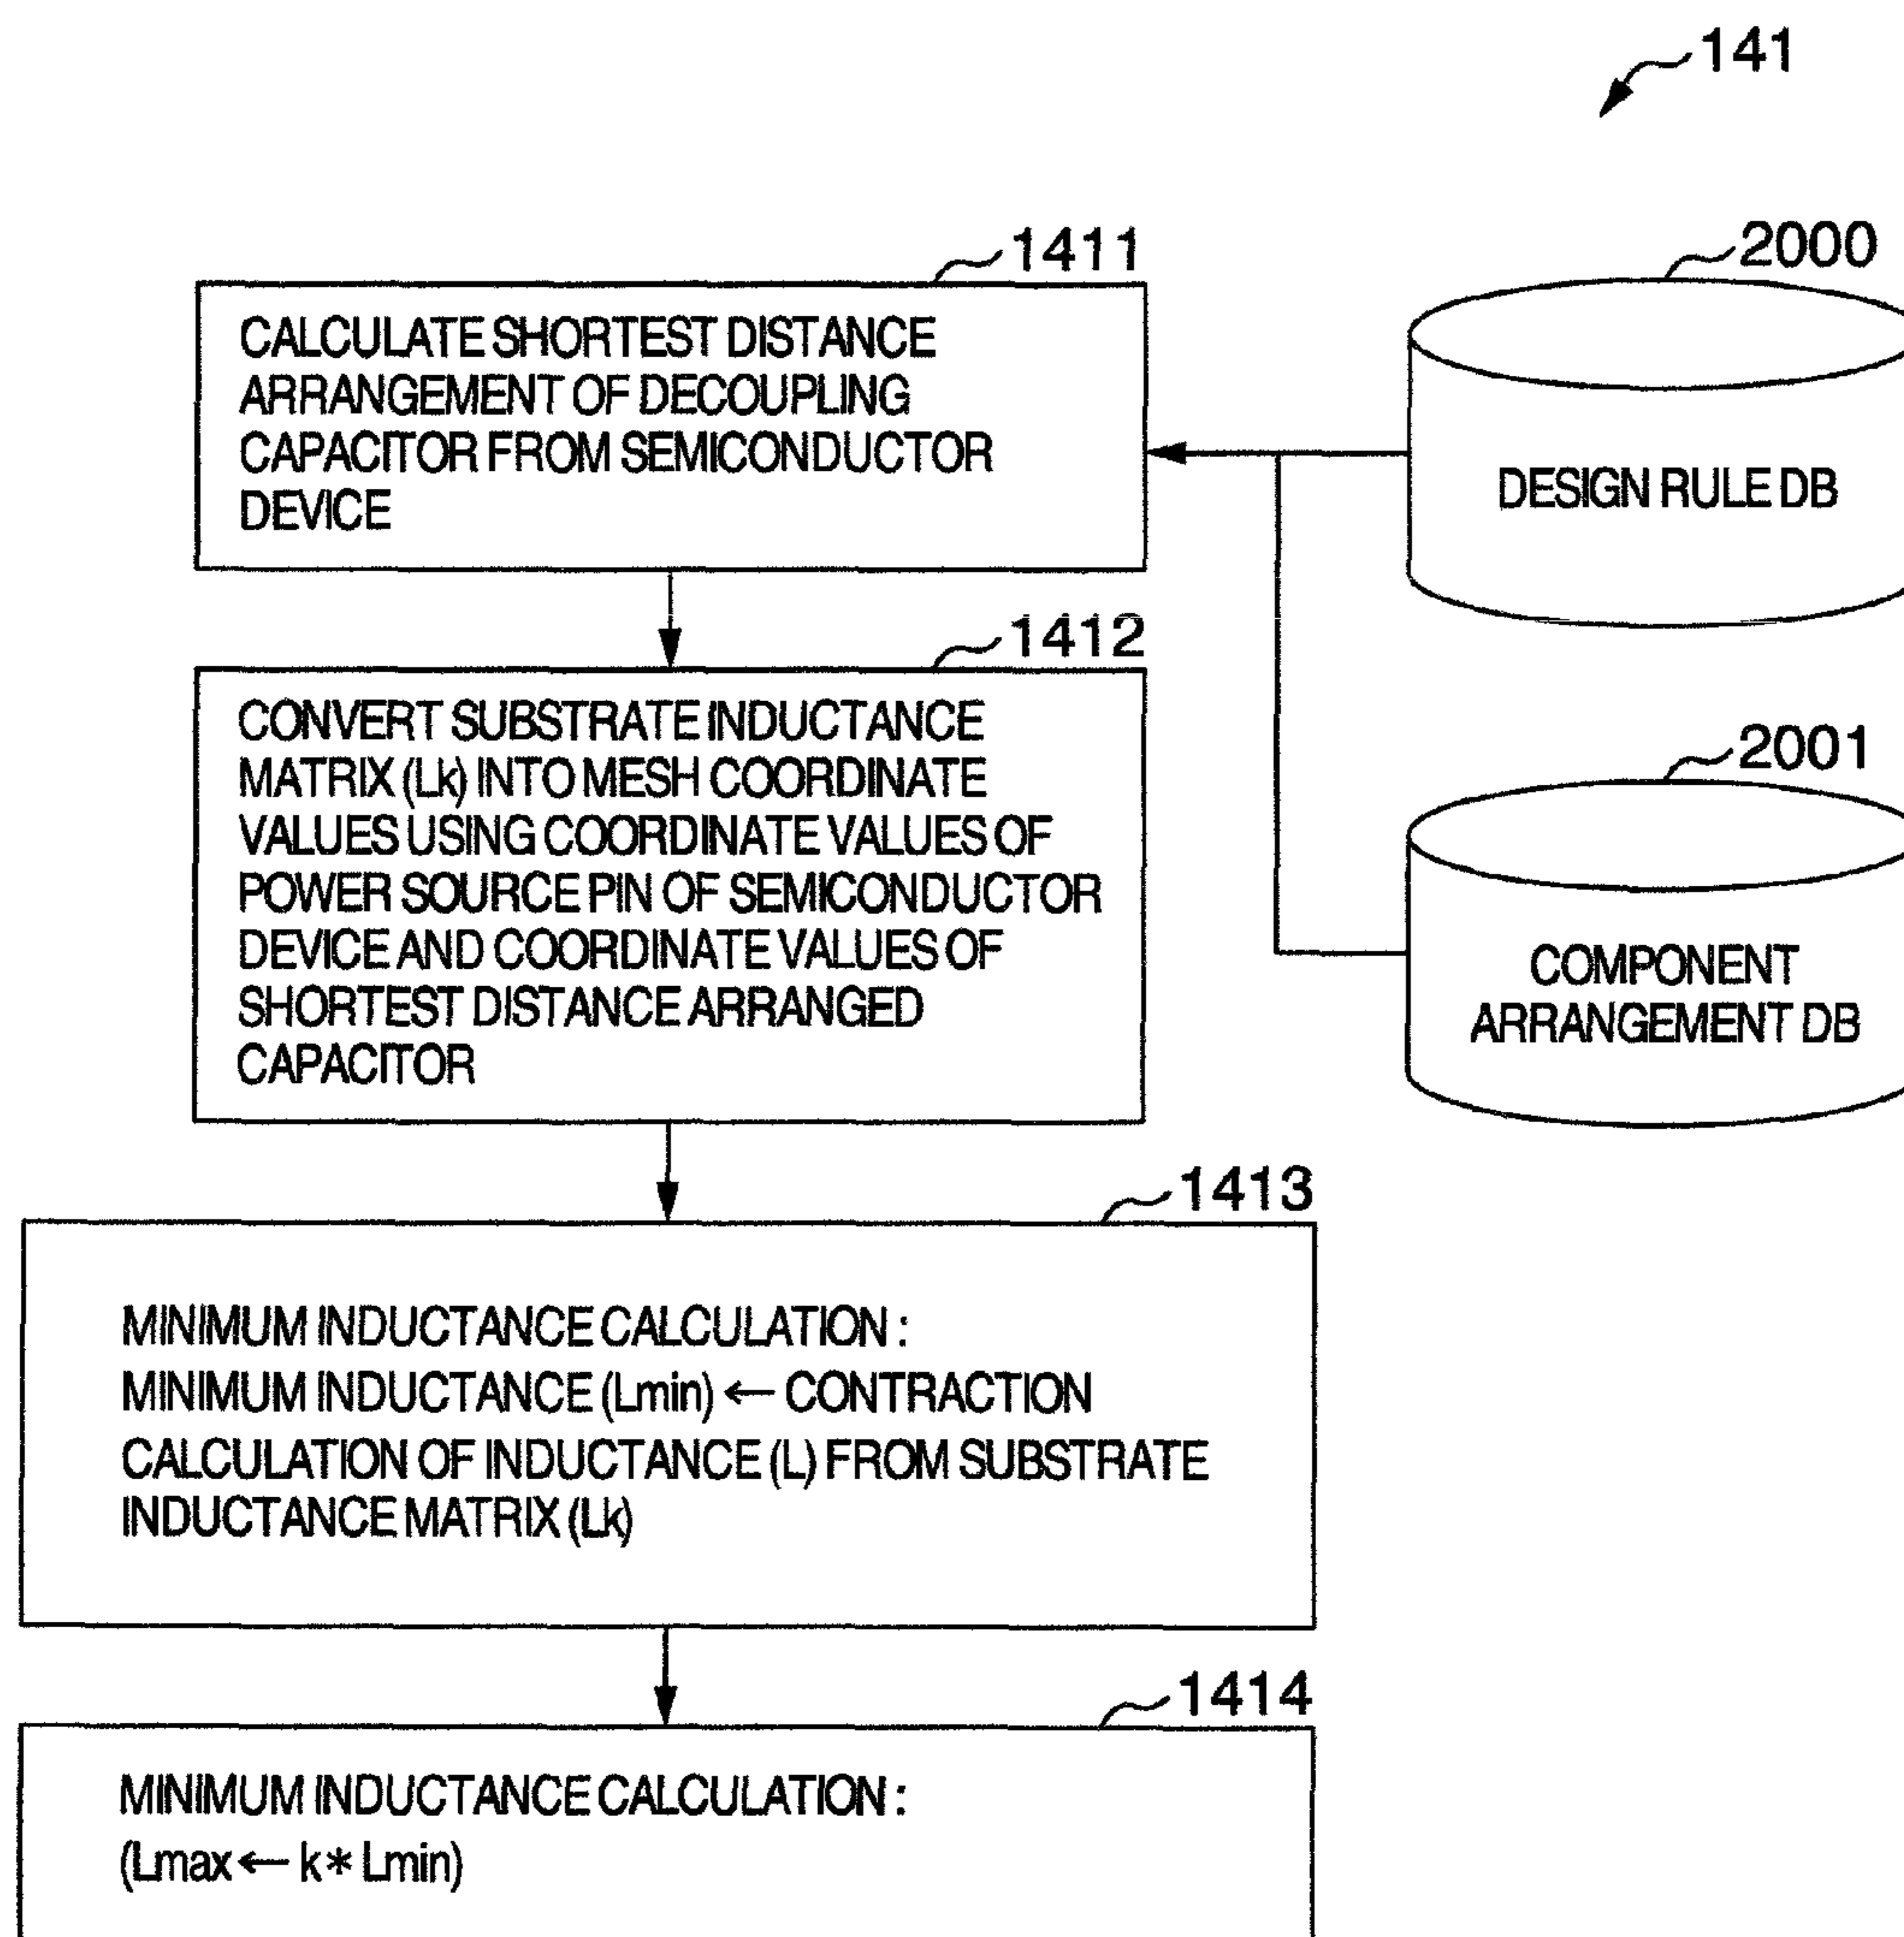 141
1411
CALCULATE SHORTEST DISTANCE
ARRANGEMENT OF DECOUPLING
CAPACITOR FROM SEMICONDUCTOR
DEVICE
2000
DESIGN RULE DB
1412
CONVERT SUBSTRATE INDUCTANCE
MATRIX (Lk) INTO MESH COORDINATE
VALUES USING COORDINATE VALUES OF
POWER SOURCE PIN OF SEMICONDUCTOR
DEVICE AND COORDINATE VALUES OF
SHORTEST DISTANCE ARRANGED
CAPACITOR
2001
COMPONENT
ARRANGEMENT DB
1413
MINIMUM INDUCTANCE CALCULATION :
MINIMUM INDUCTANCE (Lmin) ← CONTRACTION
CALCULATION OF INDUCTANCE (L) FROM SUBSTRATE
INDUCTANCE MATRIX (Lk)
1414
MINIMUM INDUCTANCE CALCULATION :
(Lmax ← k * Lmin)